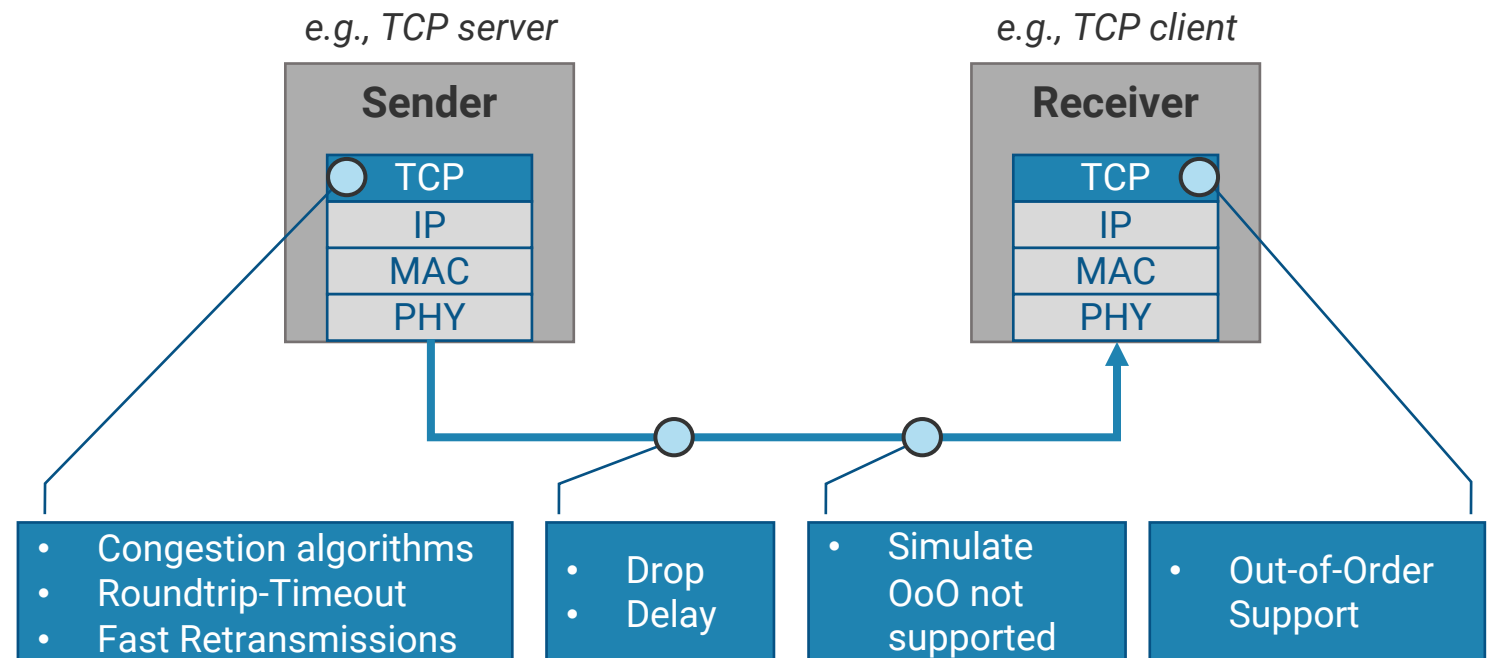 e.g., TCP server
e.g., TCP client
Sender
TCP
IP
MAC
PHY
Receiver
TCP
IP
MAC
PHY
• Congestion algorithms
• Roundtrip-Timeout
• Fast Retransmissions
• Drop
• Delay
• Simulate
OoO not
supported
• Out-of-Order
Support